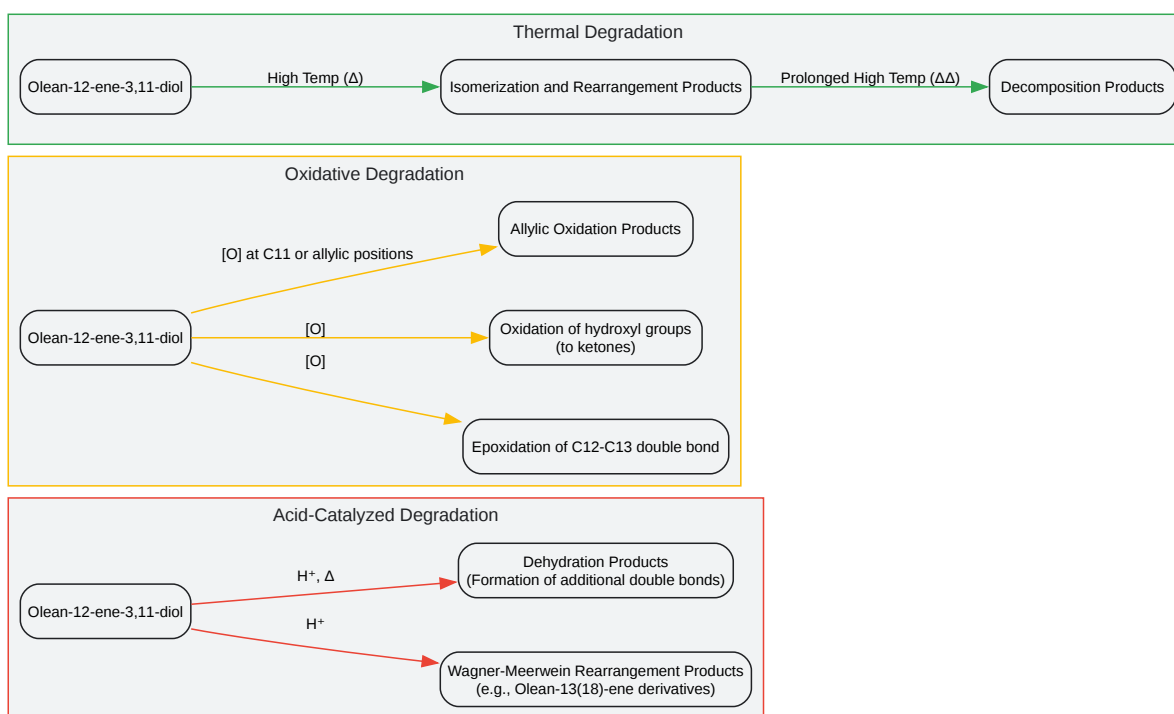 Thermal Degradation
Olean-12-ene-3,11-diol
High Temp (Δ)
Isomerization and Rearrangement Products
Prolonged High Temp (ΔΔ)
Decomposition Products
Oxidative Degradation
Olean-12-ene-3,11-diol
[O] at C11 or allylic positions
Allylic Oxidation Products
[O]
Oxidation of hydroxyl groups
(to ketones)
[O]
Epoxidation of C12-C13 double bond
Acid-Catalyzed Degradation
Olean-12-ene-3,11-diol
H⁺, Δ
Dehydration Products
(Formation of additional double bonds)
H⁺
Wagner-Meerwein Rearrangement Products
(e.g., Olean-13(18)-ene derivatives)